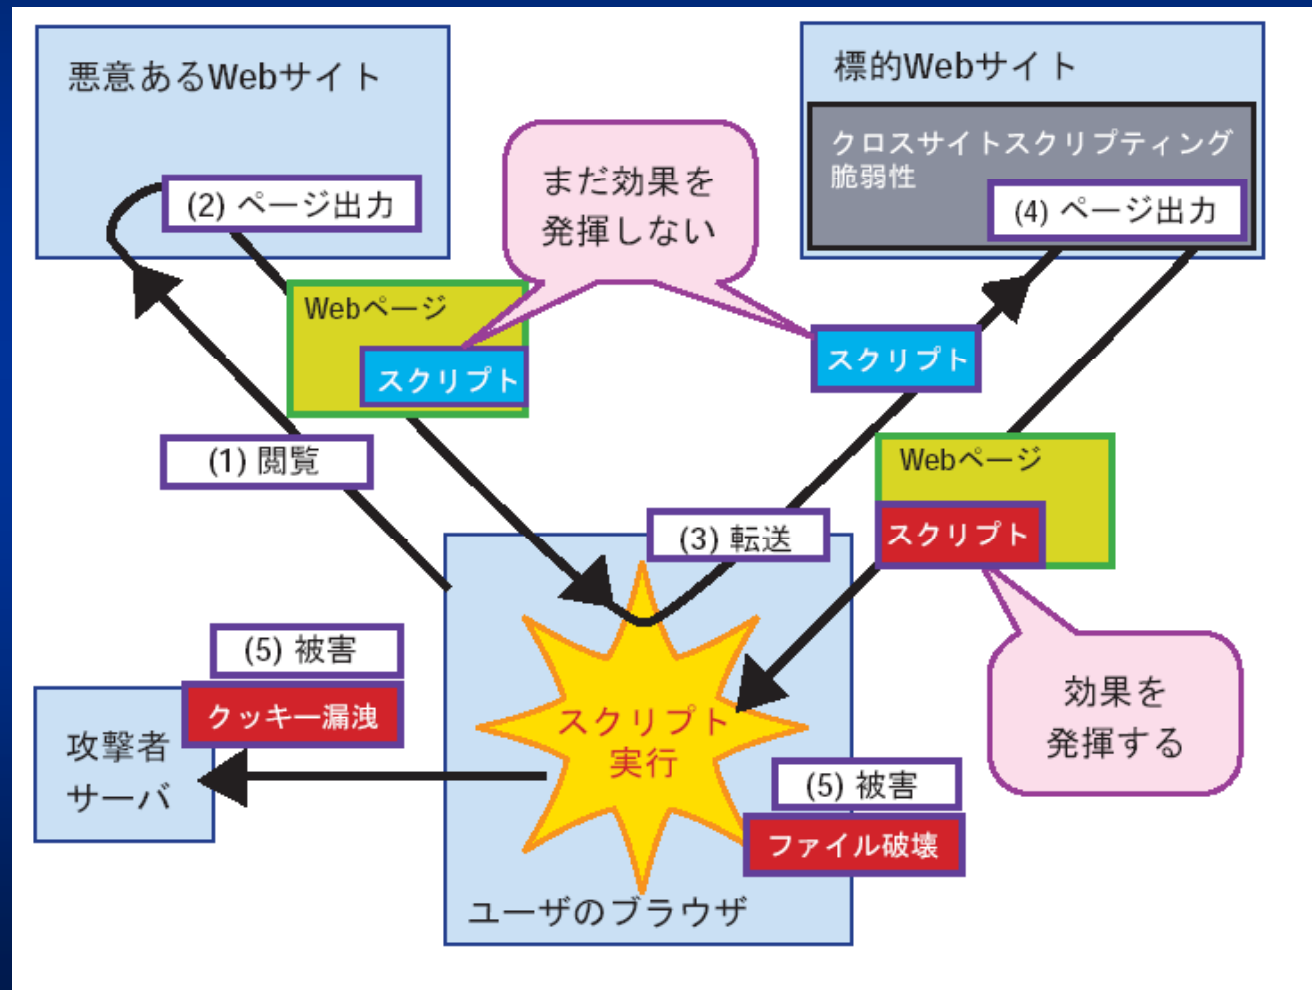 悪意あるWebサイト
(2) ページ出力
標的Webサイト
クロスサイトスクリプティング
脆弱性
(4) ページ出力
まだ効果を
発揮しない
Webページ
スクリプト
スクリプト
(1) 閲覧
Webページ
スクリプト
(3) 転送
効果を
発揮する
(5) 被害
クッキー漏洩
攻撃者
サーバ
スクリプト
実行
(5) 被害
ファイル破壊
ユーザのブラウザ